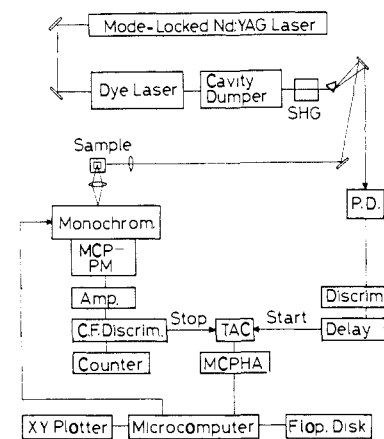 Mode-Locked Nd:YAG Laser
Dye Laser
Cavity
Dumper
SHG
Sample
P.D.
Monochrom.
MCP-
PM
Discrim.
Amp.
C.F.Discrim.
Stop
TAC
Start
Delay
Counter
MCPHA
XY Plotter
Microcomputer
Flop. Disk